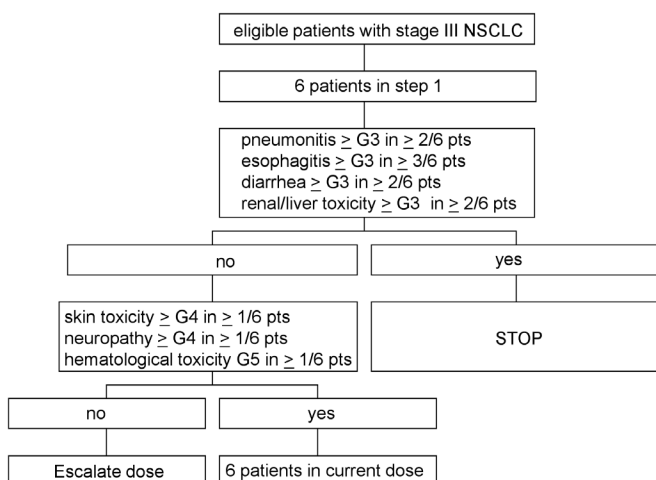 eligible patients with stage III NSCLC
6 patients in step 1
pneumonitis ≥ G3 in ≥ 2/6 pts
esophagitis ≥ G3 in ≥ 3/6 pts
diarrhea ≥ G3 in ≥ 2/6 pts
renal/liver toxicity ≥ G3 in ≥ 2/6 pts
no
yes
skin toxicity ≥ G4 in ≥ 1/6 pts
neuropathy ≥ G4 in ≥ 1/6 pts
hematological toxicity G5 in ≥ 1/6 pts
STOP
no
yes
Escalate dose
6 patients in current dose